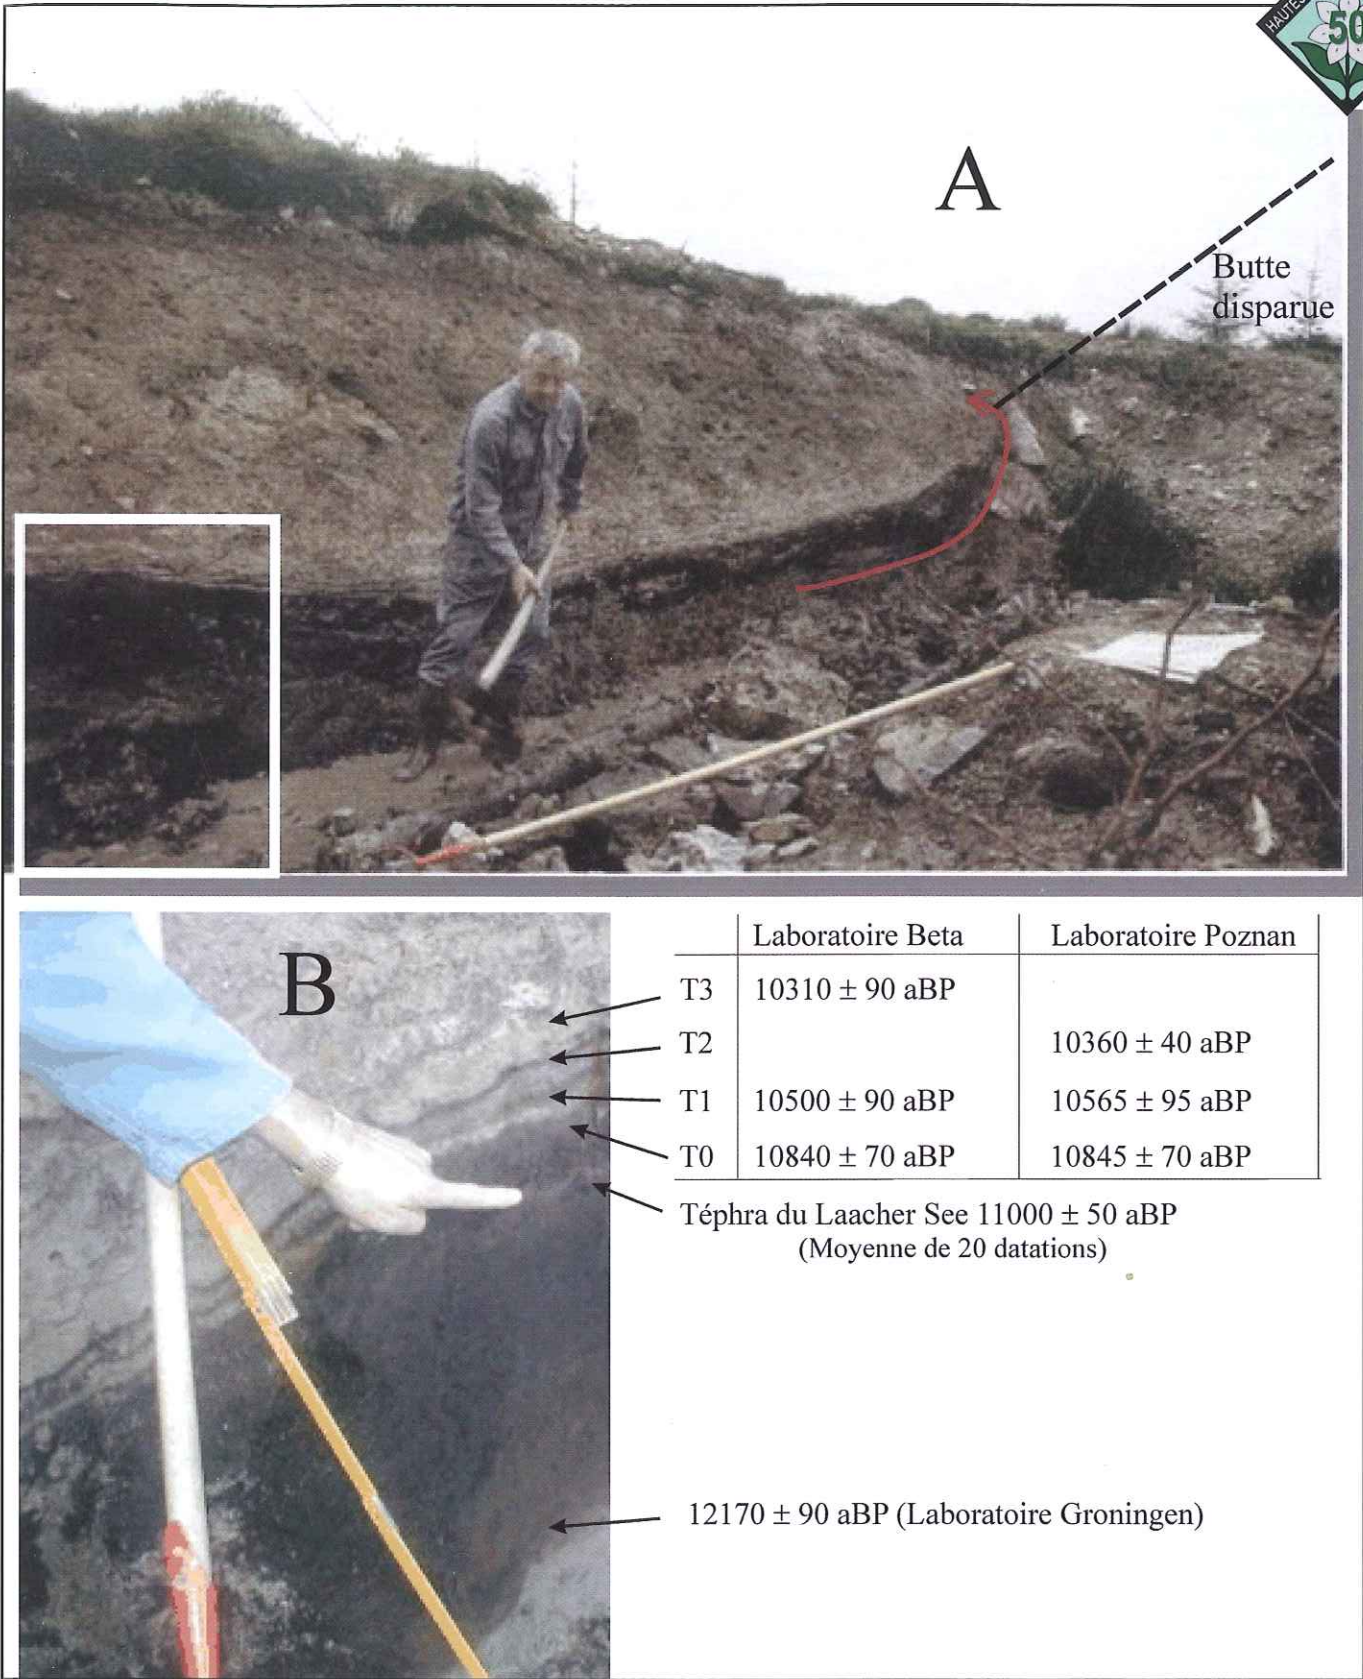 HAUTES
50
A
Butte
disparue
B
Laboratoire Beta Laboratoire Poznan
T3 10310 ± 90 aBP
T2 10360 ± 40 aBP
T1 10500 ± 90 aBP 10565 ± 95 aBP
T0 10840 ± 70 aBP 10845 ± 70 aBP
Téphra du Laacher See 11000 ± 50 aBP
(Moyenne de 20 datations)
12170 ± 90 aBP (Laboratoire Groningen)